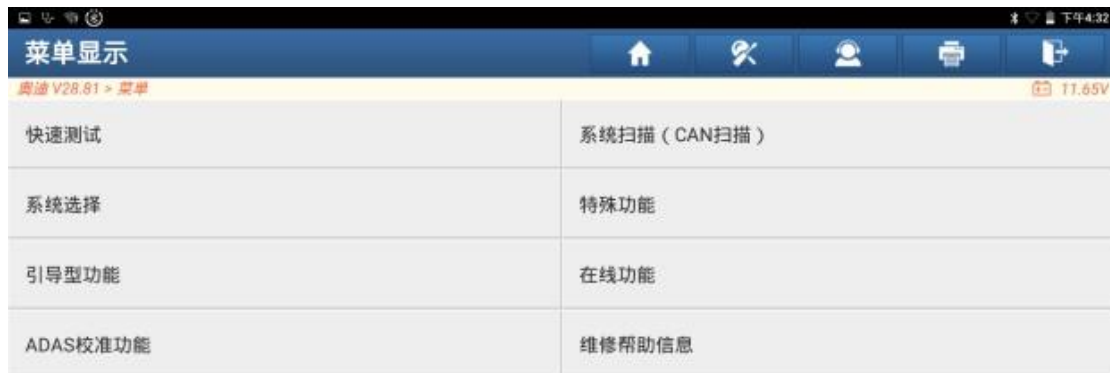 下午4:32
菜单显示
奥迪 V28.81 > 菜单
11.65V
快速测试
系统扫描（CAN扫描）
系统选择
特殊功能
引导型功能
在线功能
ADAS校准功能
维修帮助信息